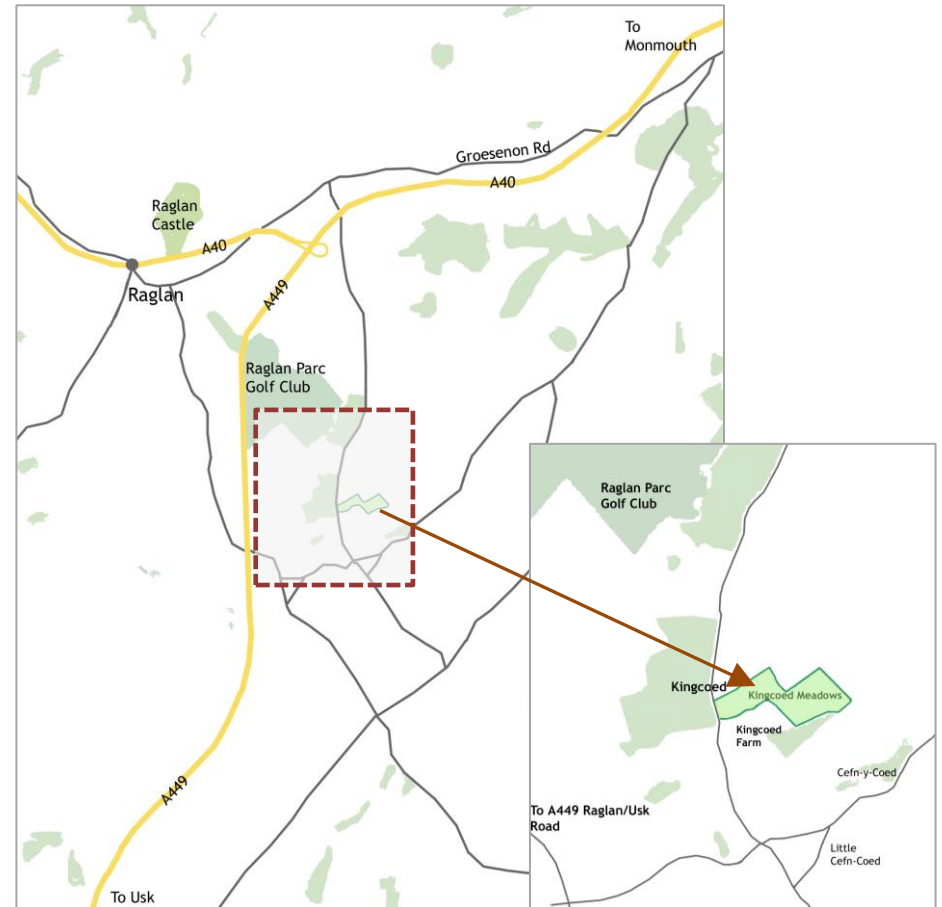 To
Monmouth
Groesenon Rd
A40
Raglan
Castle
A40
Raglan
A449
Raglan Parc
Golf Club
A449
To Usk
Raglan Parc
Golf Club
Kingcoed
Kingcoed Meadows
Kingcoed
Farm
Cefn-y-Coed
To A449 Raglan/Usk
Road
Little
Cefn-Coed